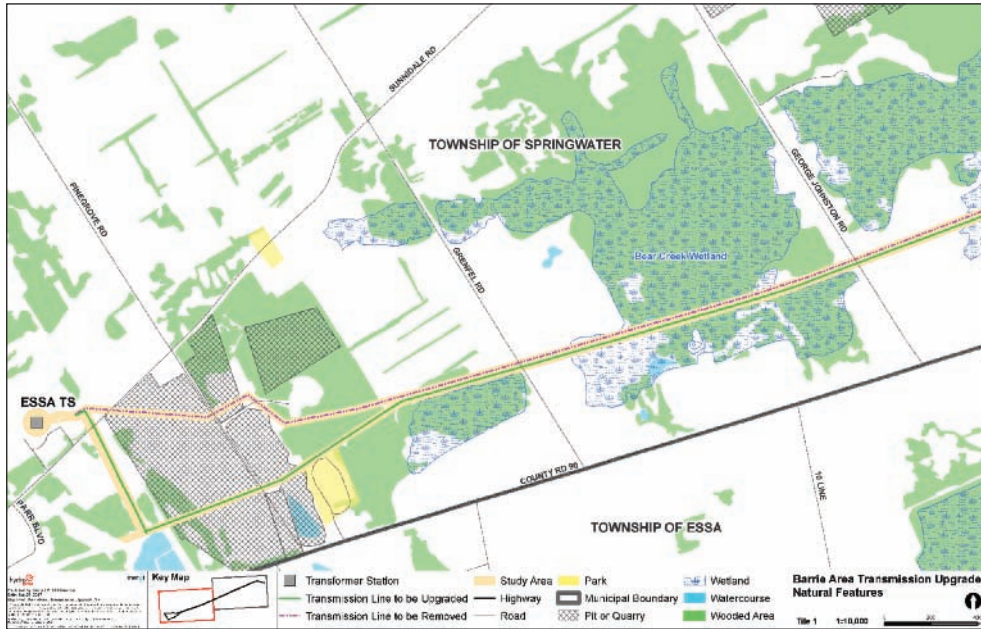 SUNNIDALE RD
TOWNSHIP OF SPRINGWATER
PINEGROVE RD
GEORGE JOHNSTON RD
GRENFEL RD
Bear Creek Wetland
ESSA TS
COUNTY RD 90
10 LINE
PARR BLVD
TOWNSHIP OF ESSA
Key Map
Transformer Station
Transmission Line to be Upgraded
Transmission Line to be Removed
Study Area
Highway
Road
Park
Municipal Boundary
Pit or Quarry
Wetland
Watercourse
Wooded Area
Barrie Area Transmission Upgrade
Natural Features
Tile 1 1:10,000